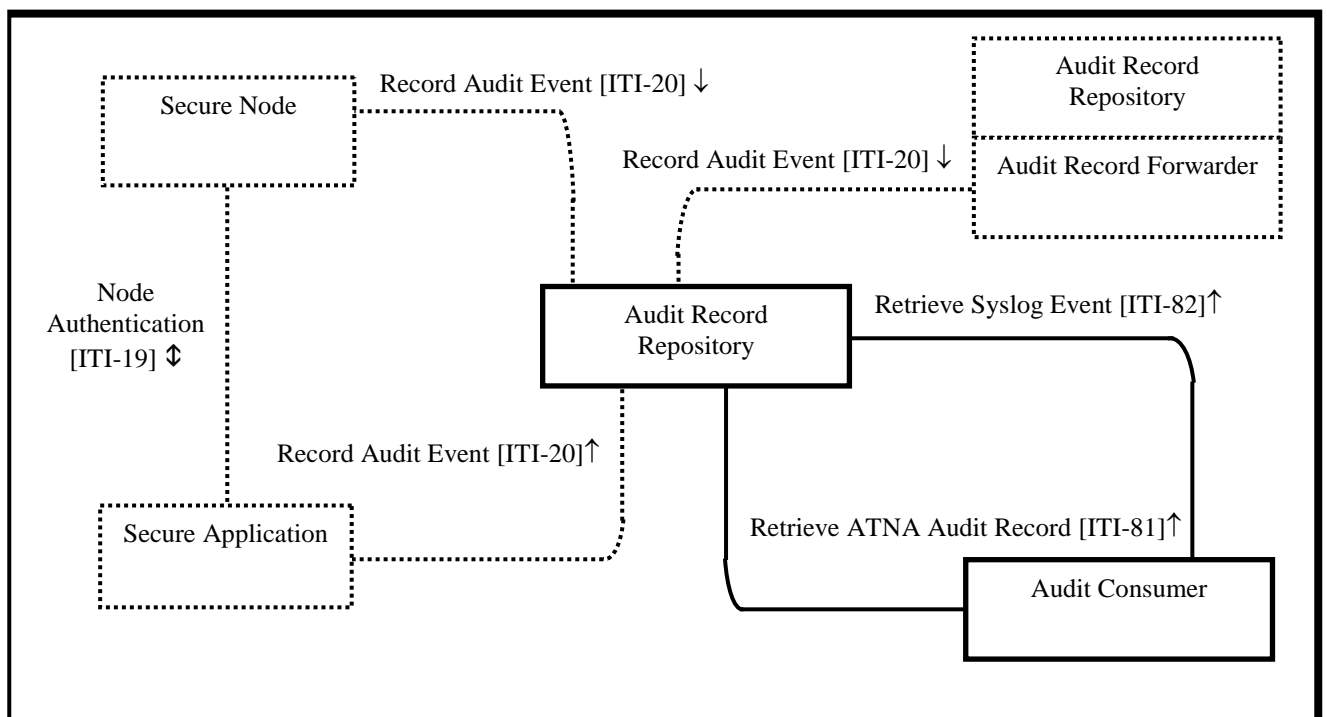 Record Audit Event [ITI-20] ↓
Secure Node
Audit Record
Repository
Record Audit Event [ITI-20] ↓
Audit Record Forwarder
Node
Authentication
[ITI-19] ⇕
Audit Record
Repository
Retrieve Syslog Event [ITI-82]↑
Record Audit Event [ITI-20]↑
Secure Application
Retrieve ATNA Audit Record [ITI-81]↑
Audit Consumer